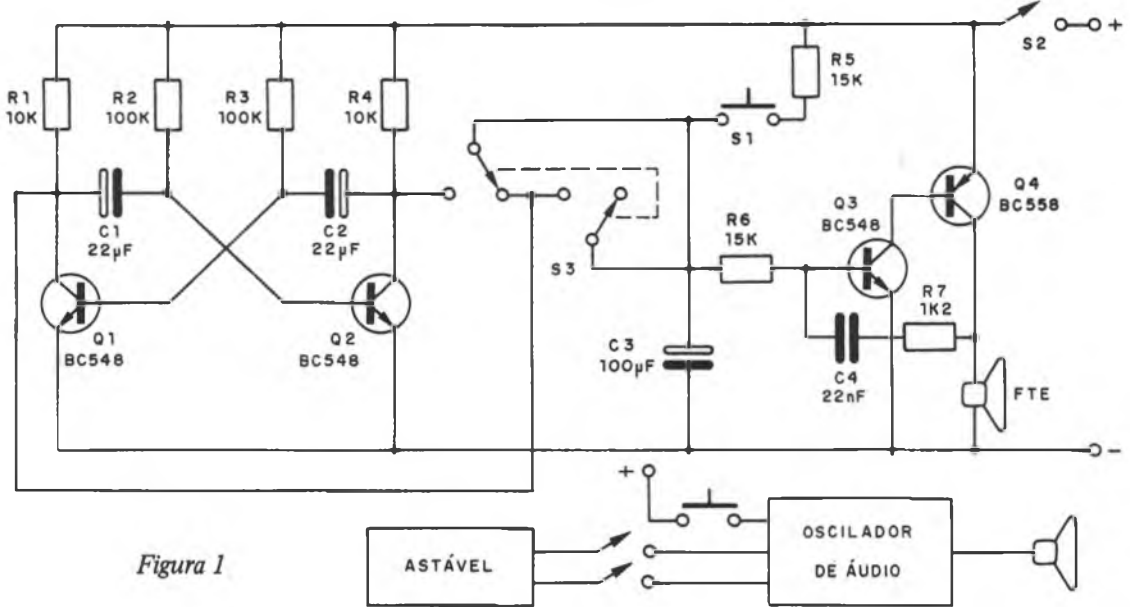 R1
10K
R2
100K
R3
100K
R4
10K
C1
22µF
C2
22µF
Q1
BC548
Q2
BC548
S3
S1
R5
15K
S2
+
R6
15K
Q3
BC548
Q4
BC558
R7
1K2
C3
100µF
C4
22nF
FTE
-
+
Figura 1
ASTÁVEL
OSCILADOR
DE ÁUDIO